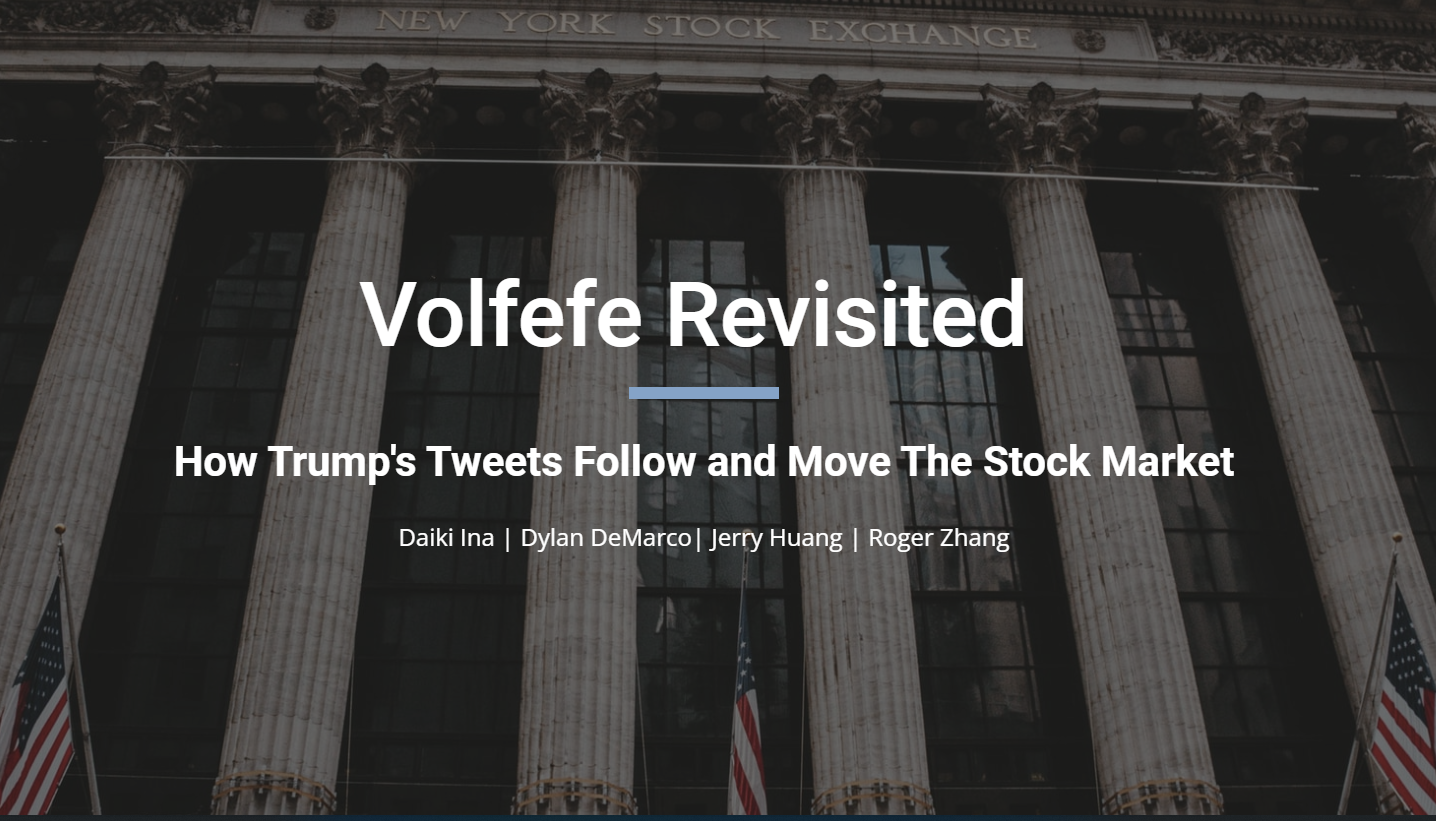 NEW YORK STOCK EXCHANGE
Volfefe Revisited
How Trump's Tweets Follow and Move The Stock Market
Daiki Ina | Dylan DeMarco| Jerry Huang | Roger Zhang